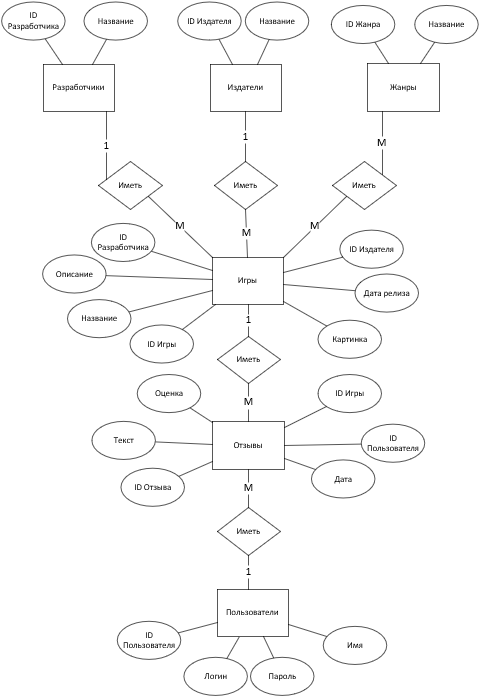 ID
Разработчика
Название
ID Издателя
Название
ID Жанра
Название
Разработчики
Издатели
Жанры
1
1
М
Иметь
Иметь
Иметь
М
М
М
ID
Разработчика
ID Издателя
Описание
Игры
Дата релиза
Название
ID Игры
1
Картинка
Иметь
Оценка
М
ID Игры
Текст
Отзывы
ID
Пользователя
ID Отзыва
М
Дата
Иметь
1
Пользователи
ID
Пользователя
Имя
Логин
Пароль